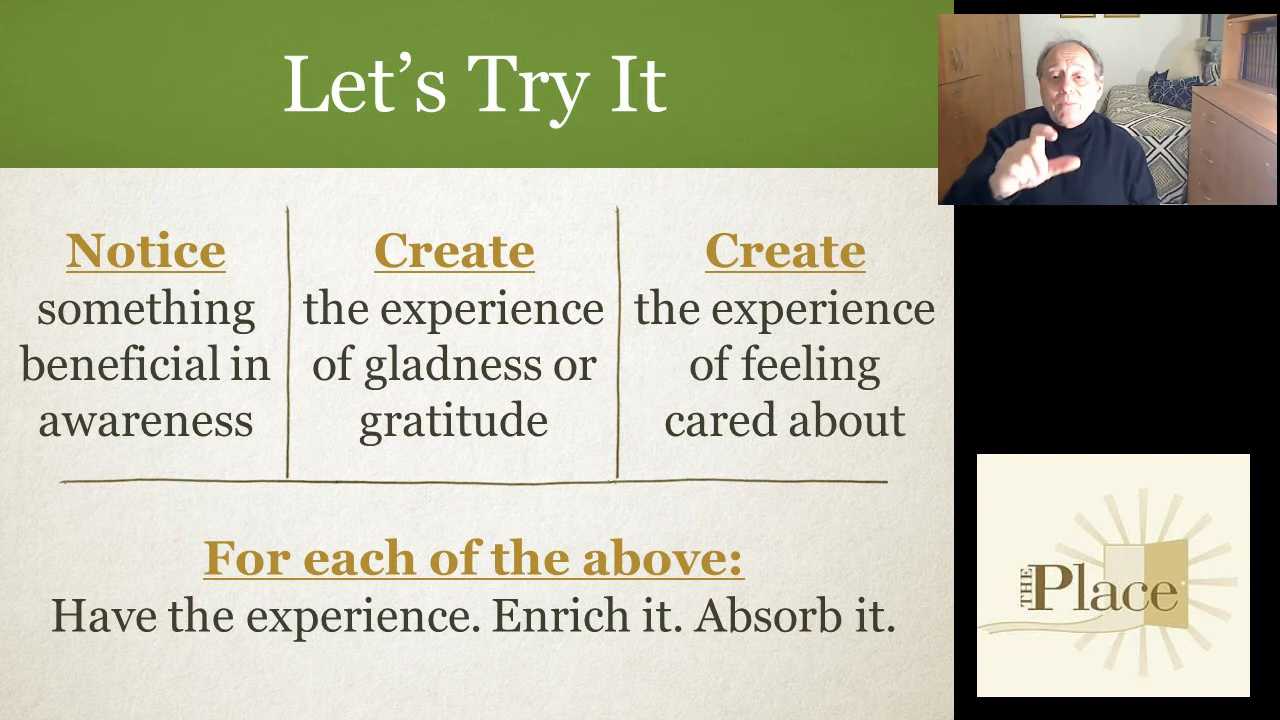 Let’s Try It
Notice
something
beneficial in
awareness
Create
the experience
of gladness or
gratitude
Create
the experience
of feeling
cared about
For each of the above:
Have the experience. Enrich it. Absorb it.
THE Place